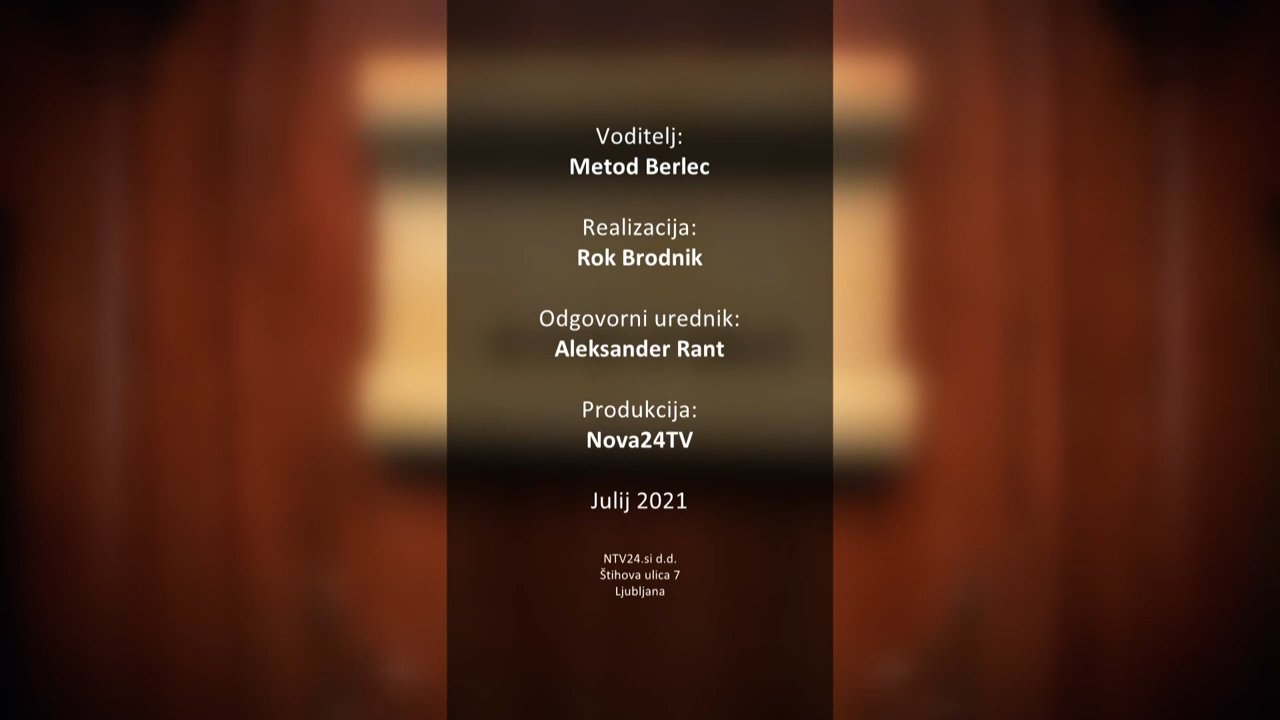 Voditelj:
Metod Berlec
Realizacija:
Rok Brodnik
Odgovorni urednik:
Aleksander Rant
Produkcija:
Nova24TV
Julij 2021
NTV24.si d.d.
Štihova ulica 7
Ljubljana